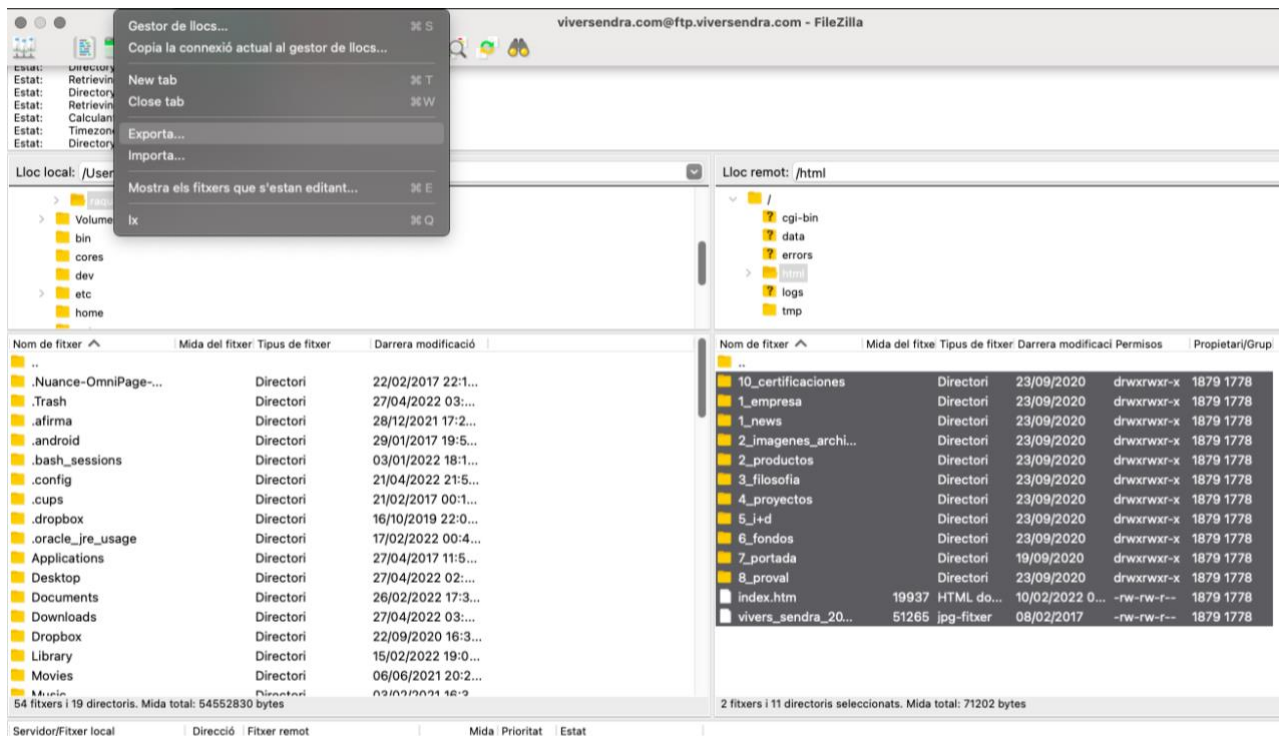 viversendra.com@ftp.viversendra.com - FileZilla
Gestor de llocs... ⌘ S
Copia la connexió actual al gestor de llocs...
New tab ⌘ T
Close tab ⌘ W
Exporta...
Importa...
Mostra els fitxers que s'estan editant... ⌘ E
Ix ⌘ Q
Estat: Directory
Estat: Retrievin
Estat: Directory
Estat: Retrievin
Estat: Calculan
Estat: Timezon
Estat: Directory
Lloc local: /User
raqu
Volume
bin
cores
dev
etc
home
Lloc remot: /html
/
cgi-bin
data
errors
html
logs
tmp
Nom de fitxer Mida del fitxer Tipus de fitxer Darrera modificació
..
.Nuance-OmniPage-... Directori 22/02/2017 22:1...
.Trash Directori 27/04/2022 03:...
.afirma Directori 28/12/2021 17:2...
.android Directori 29/01/2017 19:5...
.bash_sessions Directori 03/01/2022 18:1...
.config Directori 21/04/2022 21:5...
.cups Directori 21/02/2017 00:1...
.dropbox Directori 16/10/2019 22:0...
.oracle_jre_usage Directori 17/02/2022 00:4...
Applications Directori 27/04/2017 11:5...
Desktop Directori 27/04/2022 02:...
Documents Directori 26/02/2022 17:3...
Downloads Directori 27/04/2022 03:...
Dropbox Directori 22/09/2020 16:3...
Library Directori 15/02/2022 19:0...
Movies Directori 06/06/2021 20:2...
Music Directori 03/02/2021 16:2...
54 fitxers i 19 directoris. Mida total: 54552830 bytes
Nom de fitxer Mida del fitxe Tipus de fitxer Darrera modificaci Permisos Propietari/Grup
..
10_certificaciones Directori 23/09/2020 drwxrwxr-x 1879 1778
1_empresa Directori 23/09/2020 drwxrwxr-x 1879 1778
1_news Directori 23/09/2020 drwxrwxr-x 1879 1778
2_imagenes_archi... Directori 23/09/2020 drwxrwxr-x 1879 1778
2_productos Directori 23/09/2020 drwxrwxr-x 1879 1778
3_filosofia Directori 23/09/2020 drwxrwxr-x 1879 1778
4_proyectos Directori 23/09/2020 drwxrwxr-x 1879 1778
5_i+d Directori 23/09/2020 drwxrwxr-x 1879 1778
6_fondos Directori 23/09/2020 drwxrwxr-x 1879 1778
7_portada Directori 19/09/2020 drwxrwxr-x 1879 1778
8_proval Directori 23/09/2020 drwxrwxr-x 1879 1778
index.htm 19937 HTML do... 10/02/2022 0... -rw-rw-r-- 1879 1778
vivers_sendra_20... 51265 jpg-fitxer 08/02/2017 -rw-rw-r-- 1879 1778
2 fitxers i 11 directoris seleccionats. Mida total: 71202 bytes
Servidor/Fitxer local Direcció Fitxer remot Mida Prioritat Estat